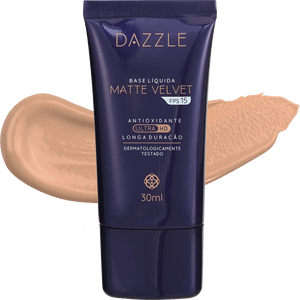 DAZZLE
BASE LÍQUIDA
MATTE VELVET
FPS 15
ANTIOXIDANTE
ULTRA HD
LONGA DURAÇÃO
DERMATOLOGICAMENTE
TESTADO
30ml